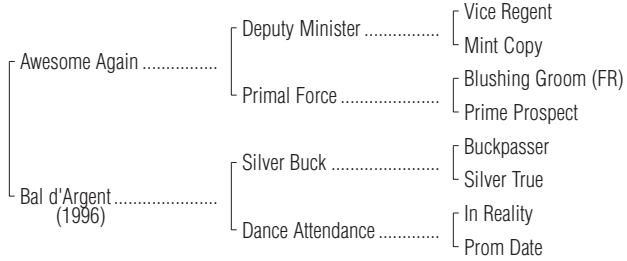 Vice Regent
Deputy Minister ..................
Mint Copy
Awesome Again ................
Blushing Groom (FR)
Primal Force .......................
Prime Prospect
Buckpasser
Silver Buck .........................
Silver True
Bal d'Argent ......................
(1996)
In Reality
Dance Attendance ..............
Prom Date